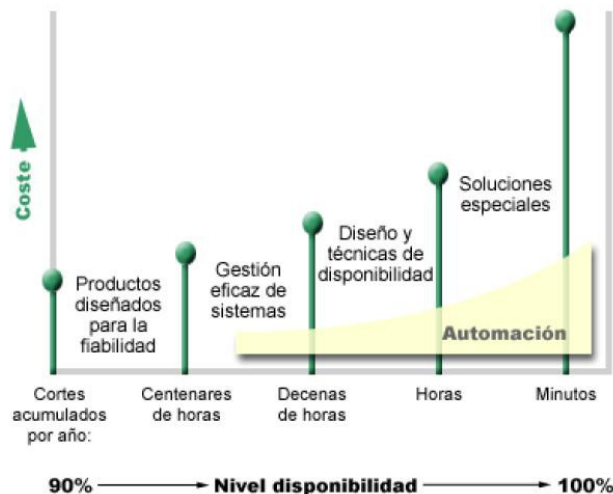 Coste
Productos
diseñados
para la
fiabilidad
Gestión
eficaz de
sistemas
Diseño y
técnicas de
disponibilidad
Soluciones
especiales
Automación
Cortes
acumulados
por año:
Centenares
de horas
Decenas
de horas
Horas
Minutos
90%
Nivel disponibilidad
100%